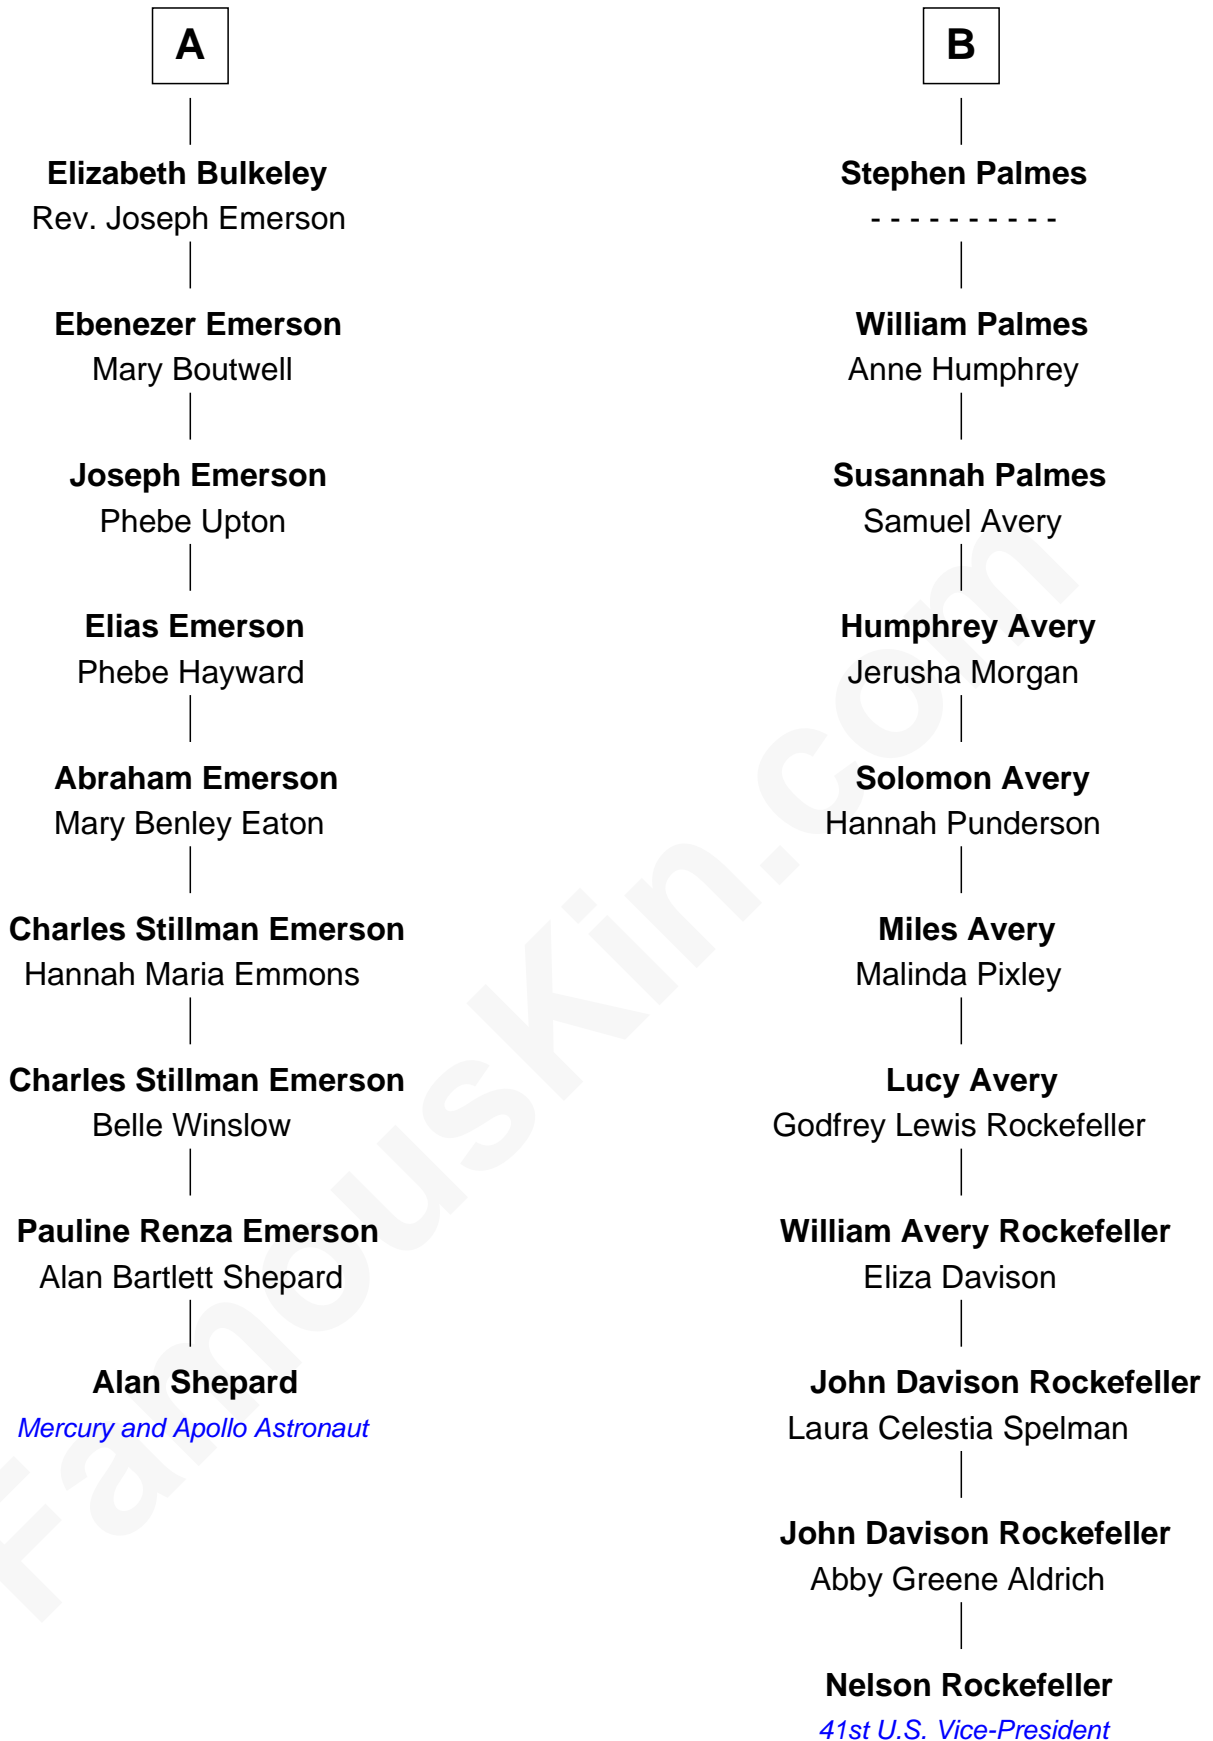 A
Elizabeth Bulkeley
Rev. Joseph Emerson
Ebenezer Emerson
Mary Boutwell
Joseph Emerson
Phebe Upton
Elias Emerson
Phebe Hayward
Abraham Emerson
Mary Benley Eaton
Charles Stillman Emerson
Hannah Maria Emmons
Charles Stillman Emerson
Belle Winslow
Pauline Renza Emerson
Alan Bartlett Shepard
Alan Shepard
Mercury and Apollo Astronaut
B
Stephen Palmes
- - - - - - - - - -
William Palmes
Anne Humphrey
Susannah Palmes
Samuel Avery
Humphrey Avery
Jerusha Morgan
Solomon Avery
Hannah Punderson
Miles Avery
Malinda Pixley
Lucy Avery
Godfrey Lewis Rockefeller
William Avery Rockefeller
Eliza Davison
John Davison Rockefeller
Laura Celestia Spelman
John Davison Rockefeller
Abby Greene Aldrich
Nelson Rockefeller
41st U.S. Vice-President
FamousKin.com